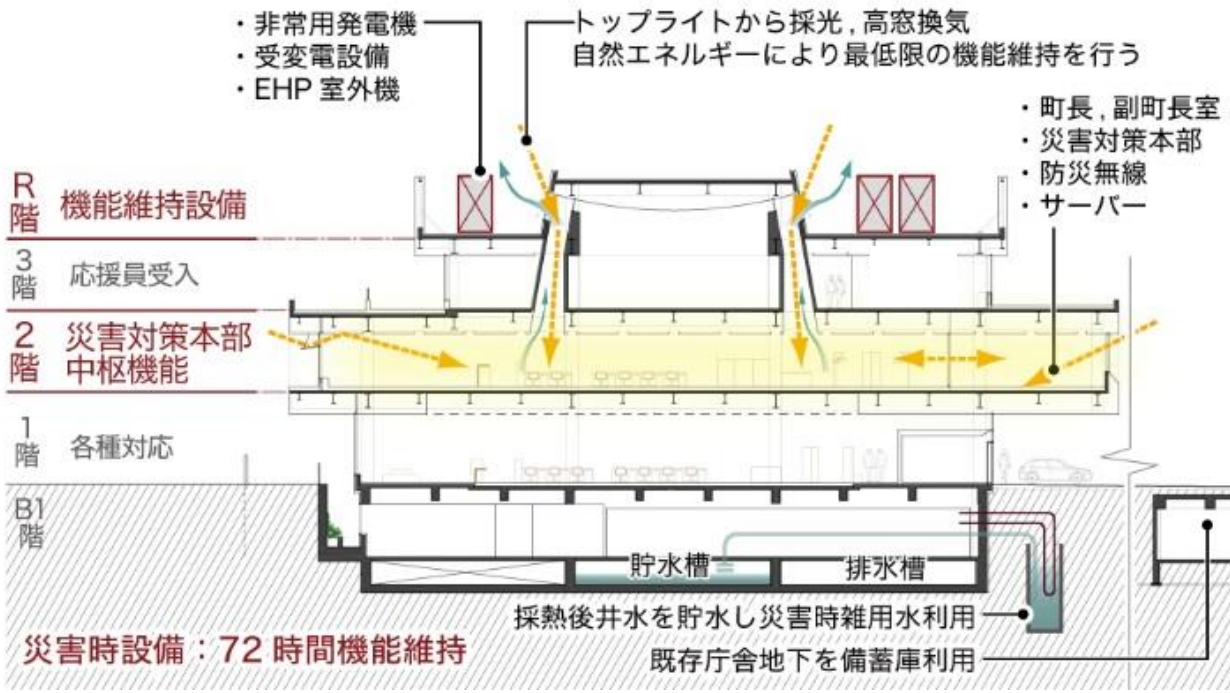 ・非常用発電機
・受変電設備
・EHP 室外機
トップライトから採光 , 高窓換気
自然エネルギーにより最低限の機能維持を行う
・町長 , 副町長室
・災害対策本部
・防災無線
・サーバー
R階 機能維持設備
3階 応援員受入
2階 災害対策本部
中枢機能
1階 各種対応
B1階
貯水槽
排水槽
採熱後井水を貯水し災害時雑用水利用
既存庁舎地下を備蓄庫利用
災害時設備：72 時間機能維持